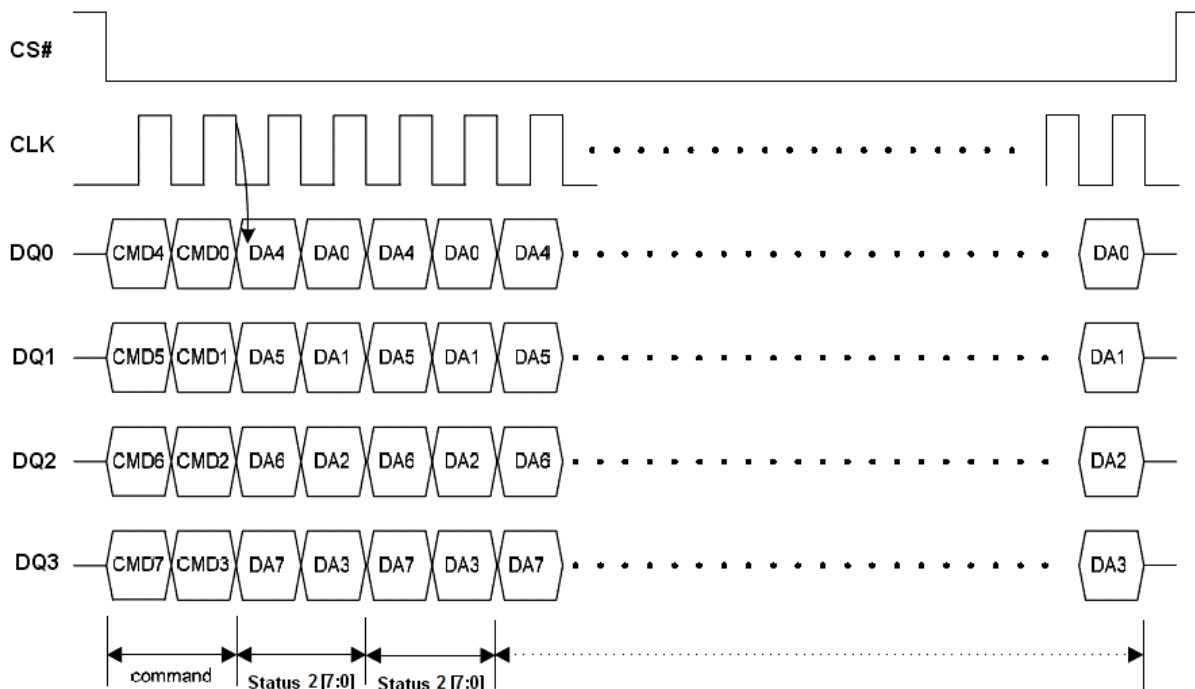 CS#
CLK
DQ0 CMD4 CMD0 DA4 DA0 DA4 DA0 DA4 DA0
DQ1 CMD5 CMD1 DA5 DA1 DA5 DA1 DA5 DA1
DQ2 CMD6 CMD2 DA6 DA2 DA6 DA2 DA6 DA2
DQ3 CMD7 CMD3 DA7 DA3 DA7 DA3 DA7 DA3
command Status 2 [7:0] Status 2 [7:0]